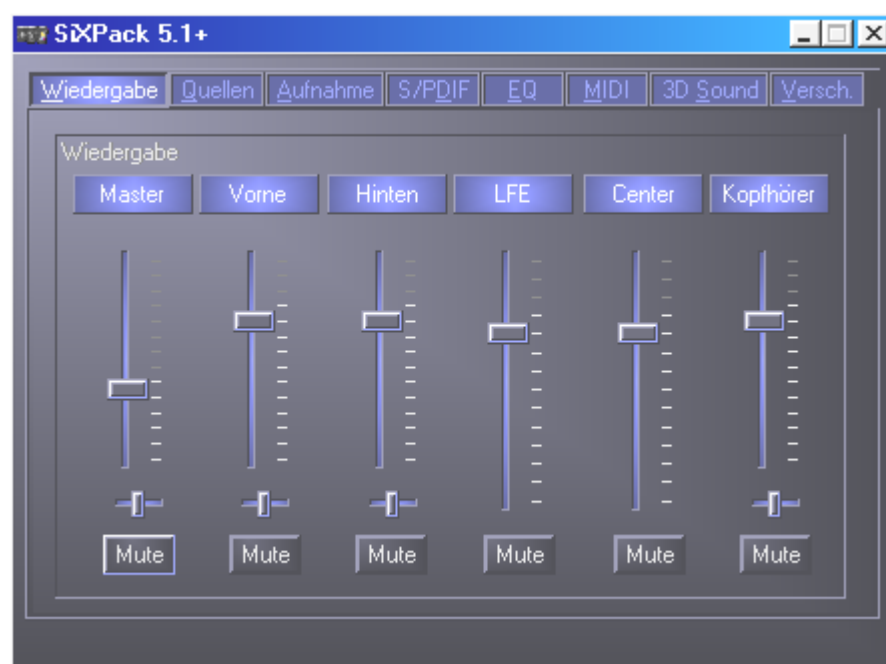 SiXPack 5.1+
Wiedergabe Quellen Aufnahme S/PDIF EQ MIDI 3D Sound Versch.
Wiedergabe
Master Vorne Hinten LFE Center Kopfhörer
Mute Mute Mute Mute Mute Mute